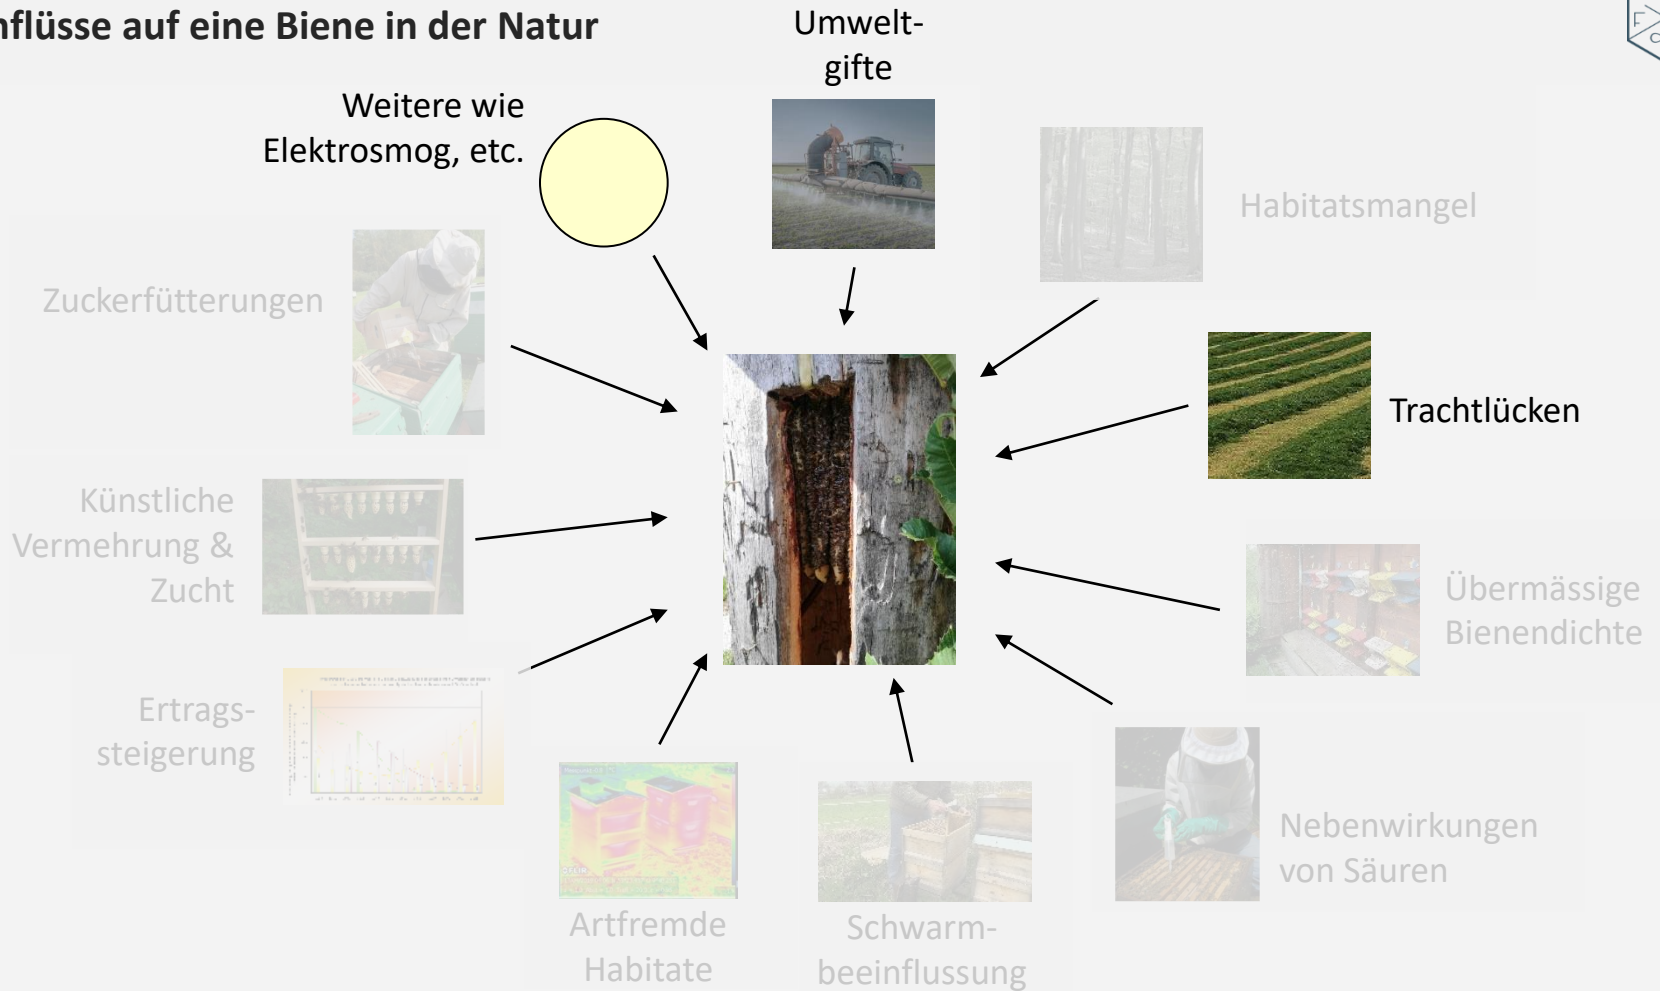 nflüsse auf eine Biene in der Natur
Umwelt-
gifte
Weitere wie
Elektrosmog, etc.
Habitatsmangel
Zuckerfütterungen
Trachtlücken
Künstliche
Vermehrung &
Zucht
Übermässige
Bienendichte
Ertrags-
steigerung
Nebenwirkungen
von Säuren
Artfremde
Habitate
Schwarm-
beeinflussung